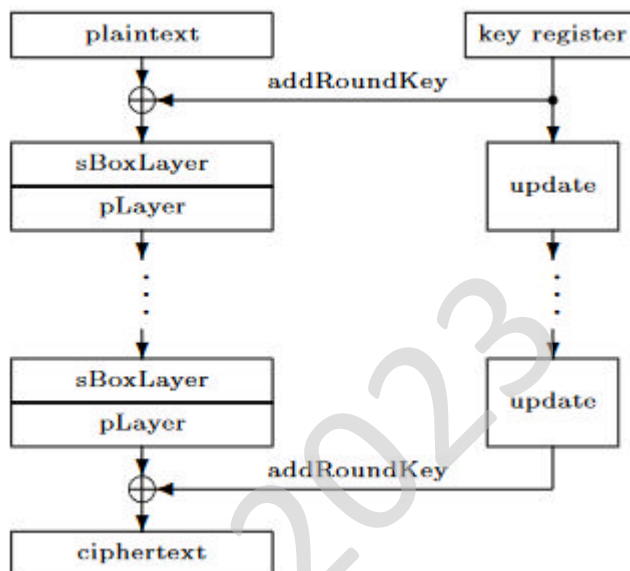 plaintext
key register
addRoundKey
sBoxLayer
pLayer
update
sBoxLayer
pLayer
update
addRoundKey
ciphertext
2023